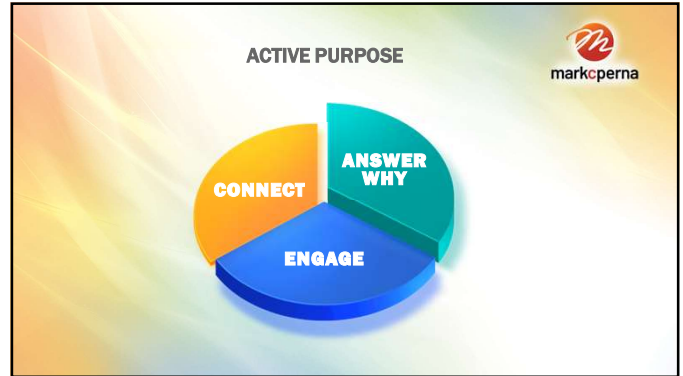 ACTIVE PURPOSE
markcperna
ANSWER
WHY
CONNECT
ENGAGE